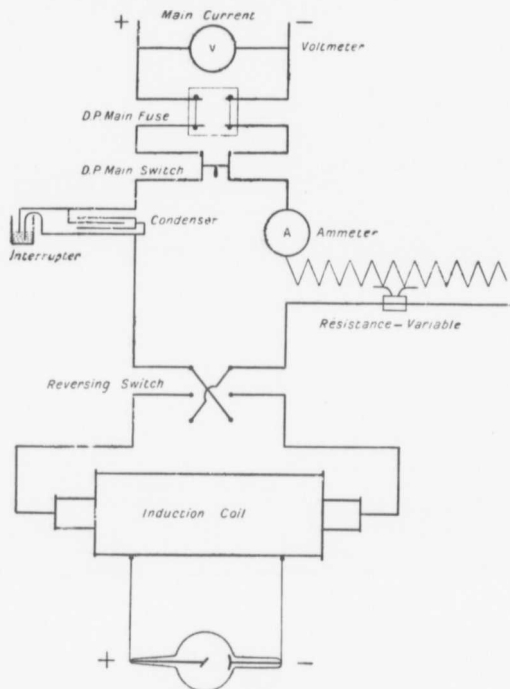 Main Current
+ −
V
Voltmeter
D.P. Main Fuse
D.P. Main Switch
Condenser
Interrupter
A
Ammeter
Resistance – Variable
Reversing Switch
Induction Coil
+ −